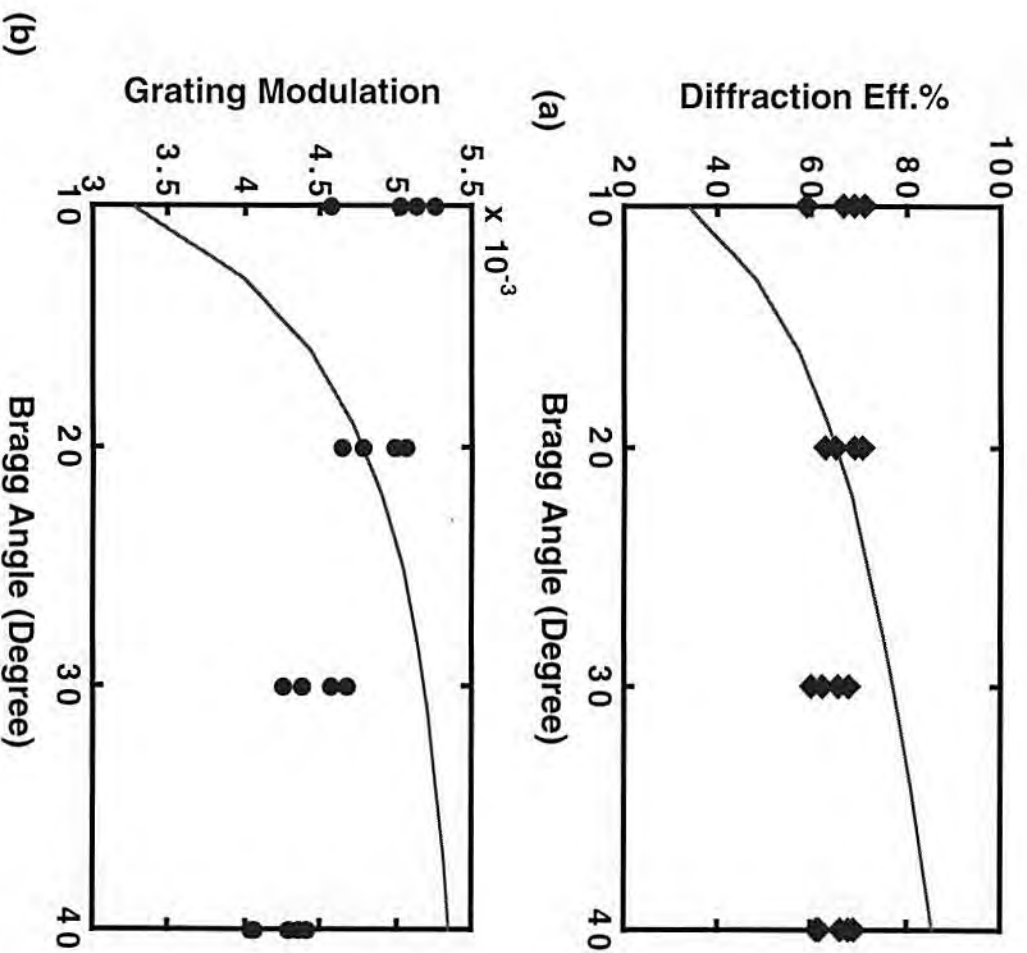 Diffraction Eff.%
100
80
60
40
20
10
20
30
40
Bragg Angle (Degree)
(a)
Grating Modulation
x 10-3
5.5
5
4.5
4
3.5
3
10
20
30
40
Bragg Angle (Degree)
(b)